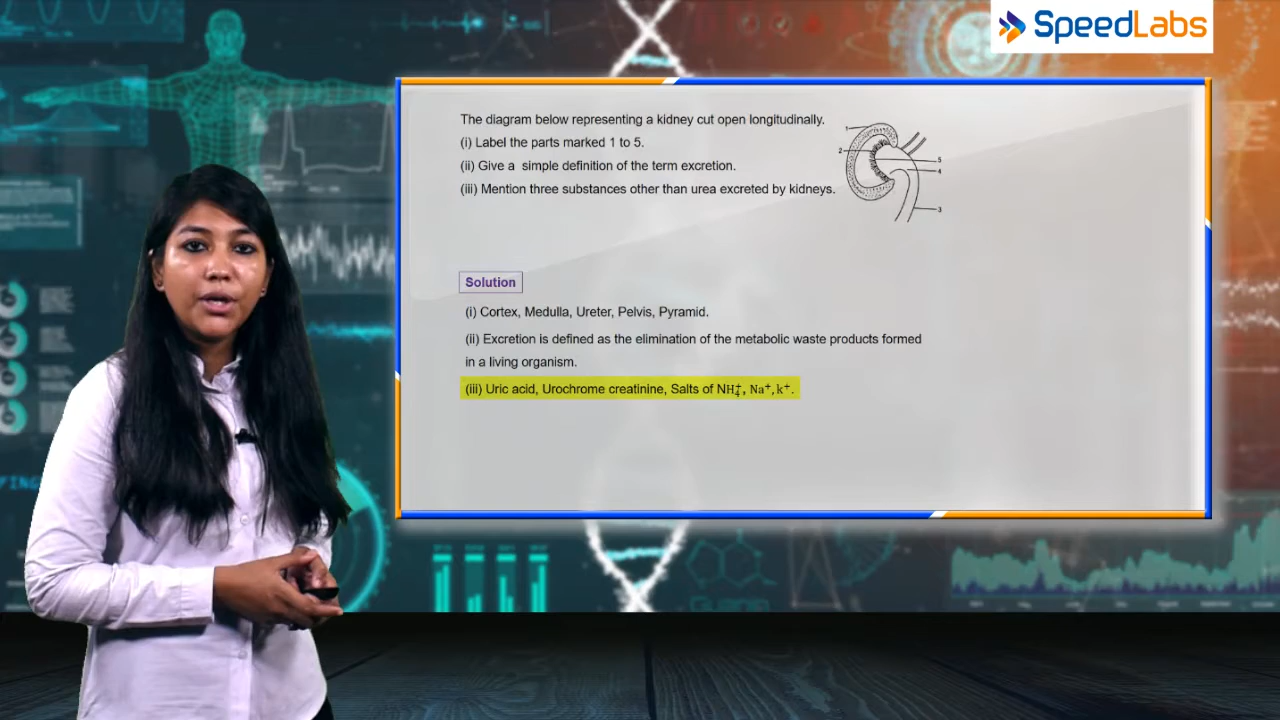 SpeedLabs
The diagram below representing a kidney cut open longitudinally.
(i) Label the parts marked 1 to 5.
(ii) Give a simple definition of the term excretion.
(iii) Mention three substances other than urea excreted by kidneys.
1
2
5
4
3
Solution
(i) Cortex, Medulla, Ureter, Pelvis, Pyramid.
(ii) Excretion is defined as the elimination of the metabolic waste products formed
in a living organism.
(iii) Uric acid, Urochrome creatinine, Salts of NH₄⁺, Na⁺,k⁺.